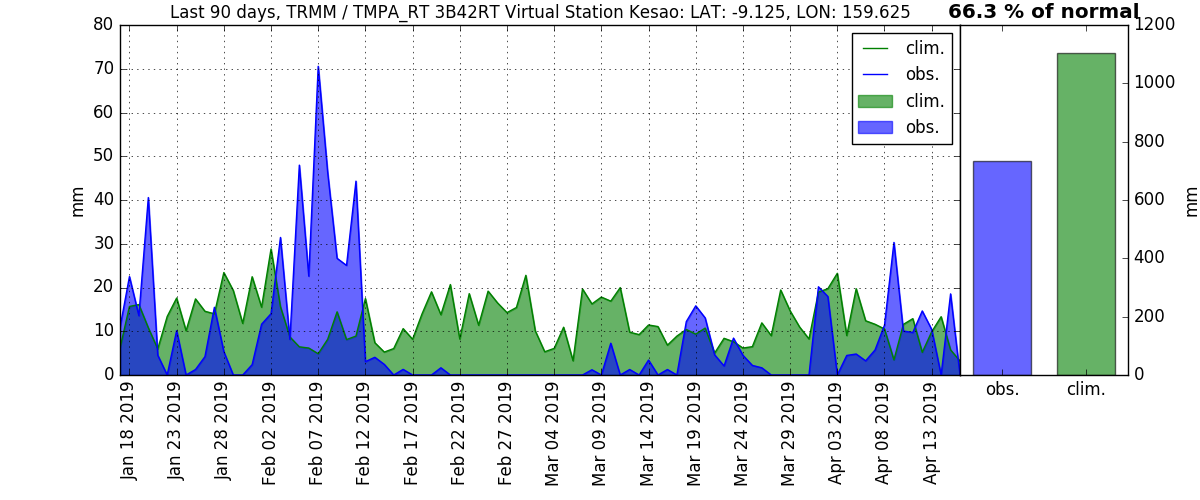 Last 90 days, TRMM / TMPA_RT 3B42RT Virtual Station Kesao: LAT: -9.125, LON: 159.625
66.3 % of normal
80
70
60
50
40
30
20
10
0
mm
clim.
obs.
clim.
obs.
Jan 18 2019
Jan 23 2019
Jan 28 2019
Feb 02 2019
Feb 07 2019
Feb 12 2019
Feb 17 2019
Feb 22 2019
Feb 27 2019
Mar 04 2019
Mar 09 2019
Mar 14 2019
Mar 19 2019
Mar 24 2019
Mar 29 2019
Apr 03 2019
Apr 08 2019
Apr 13 2019
1200
1000
800
600
400
200
0
mm
obs. clim.